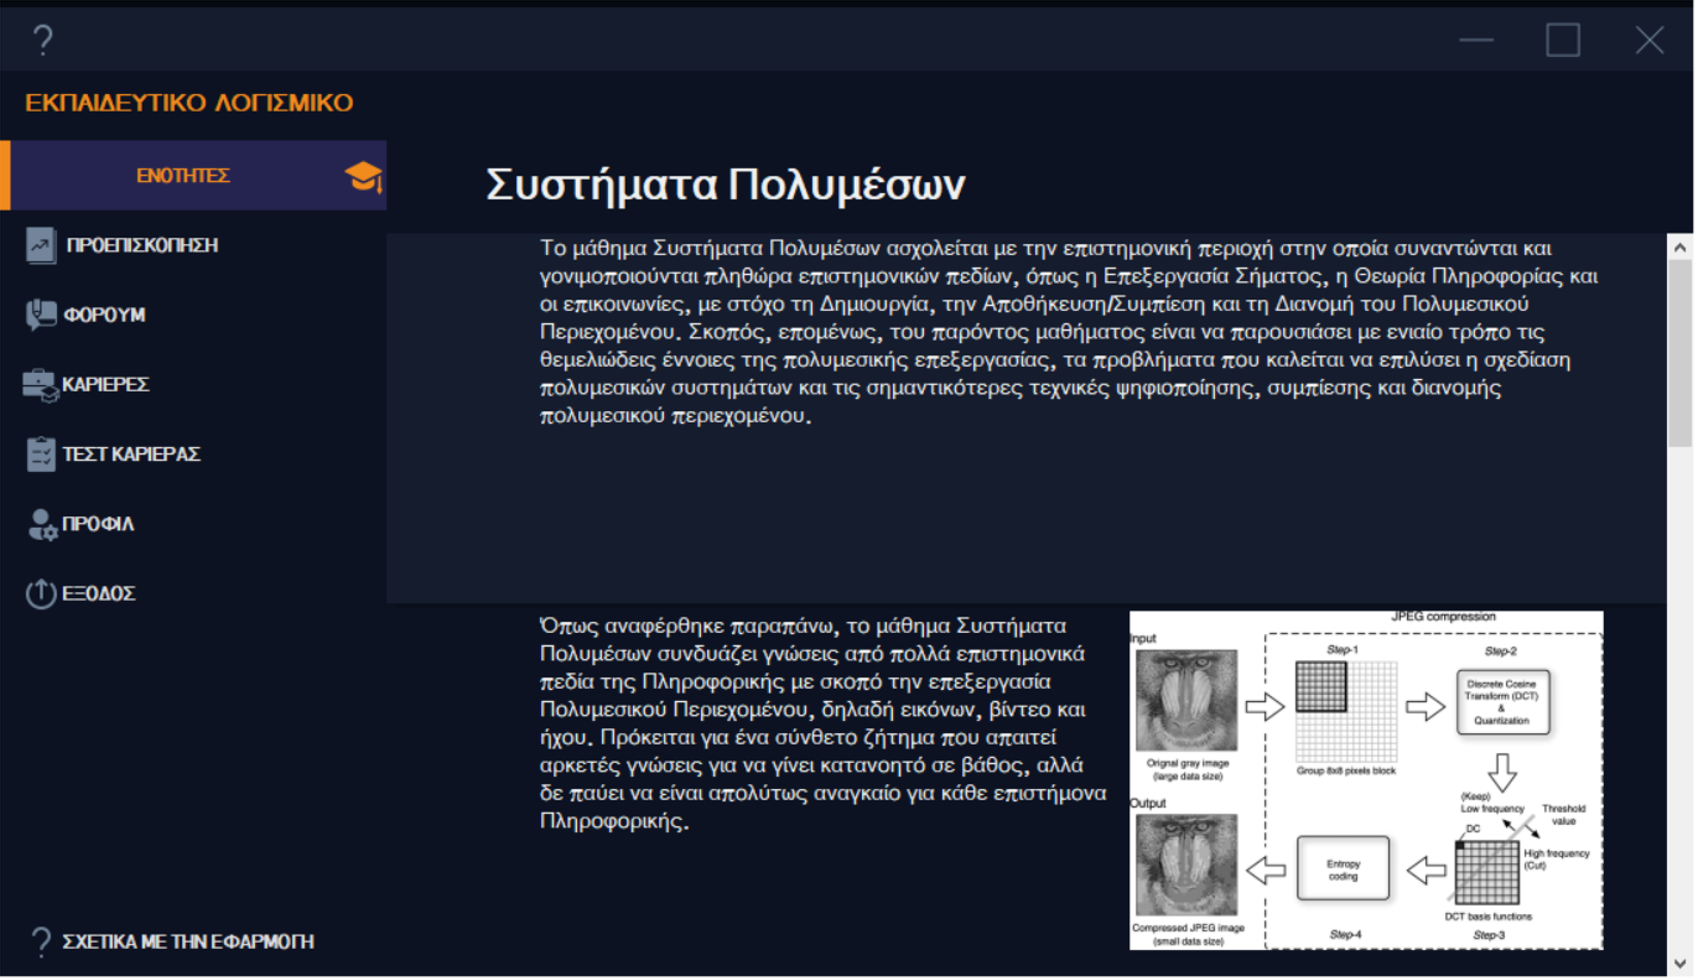 ?
ΕΚΠΑΙΔΕΥΤΙΚΟ ΛΟΓΙΣΜΙΚΟ
ΕΝΟΤΗΤΕΣ
ΠΡΟΕΠΙΣΚΟΠΗΣΗ
ΦΟΡΟΥΜ
ΚΑΡΙΕΡΕΣ
ΤΕΣΤ ΚΑΡΙΕΡΑΣ
ΠΡΟΦΙΛ
ΕΞΟΔΟΣ
? ΣΧΕΤΙΚΑ ΜΕ ΤΗΝ ΕΦΑΡΜΟΓΗ
Συστήματα Πολυμέσων
Το μάθημα Συστήματα Πολυμέσων ασχολείται με την επιστημονική περιοχή στην οποία συναντώνται και
γονιμοποιούνται πληθώρα επιστημονικών πεδίων, όπως η Επεξεργασία Σήματος, η Θεωρία Πληροφορίας και
οι επικοινωνίες, με στόχο τη Δημιουργία, την Αποθήκευση/Συμπίεση και τη Διανομή του Πολυμεσικού
Περιεχομένου. Σκοπός, επομένως, του παρόντος μαθήματος είναι να παρουσιάσει με ενιαίο τρόπο τις
θεμελιώδεις έννοιες της πολυμεσικής επεξεργασίας, τα προβλήματα που καλείται να επιλύσει η σχεδίαση
πολυμεσικών συστημάτων και τις σημαντικότερες τεχνικές ψηφιοποίησης, συμπίεσης και διανομής
πολυμεσικού περιεχομένου.
Όπως αναφέρθηκε παραπάνω, το μάθημα Συστήματα
Πολυμέσων συνδυάζει γνώσεις από πολλά επιστημονικά
πεδία της Πληροφορικής με σκοπό την επεξεργασία
Πολυμεσικού Περιεχομένου, δηλαδή εικόνων, βίντεο και
ήχου. Πρόκειται για ένα σύνθετο ζήτημα που απαιτεί
αρκετές γνώσεις για να γίνει κατανοητό σε βάθος, αλλά
δε παύει να είναι απολύτως αναγκαίο για κάθε επιστήμονα
Πληροφορικής.
JPEG compression
Input
Step-1
Step-2
Discrete Cosine
Transform (DCT)
&
Quantization
Orignal gray image
(large data size)
Group 8x8 pixels block
(Keep)
Low frequency
Threshold
value
DC
High frequency
(Cut)
DCT basis functions
Step-3
Entropy
coding
Step-4
Output
Compressed JPEG image
(small data size)